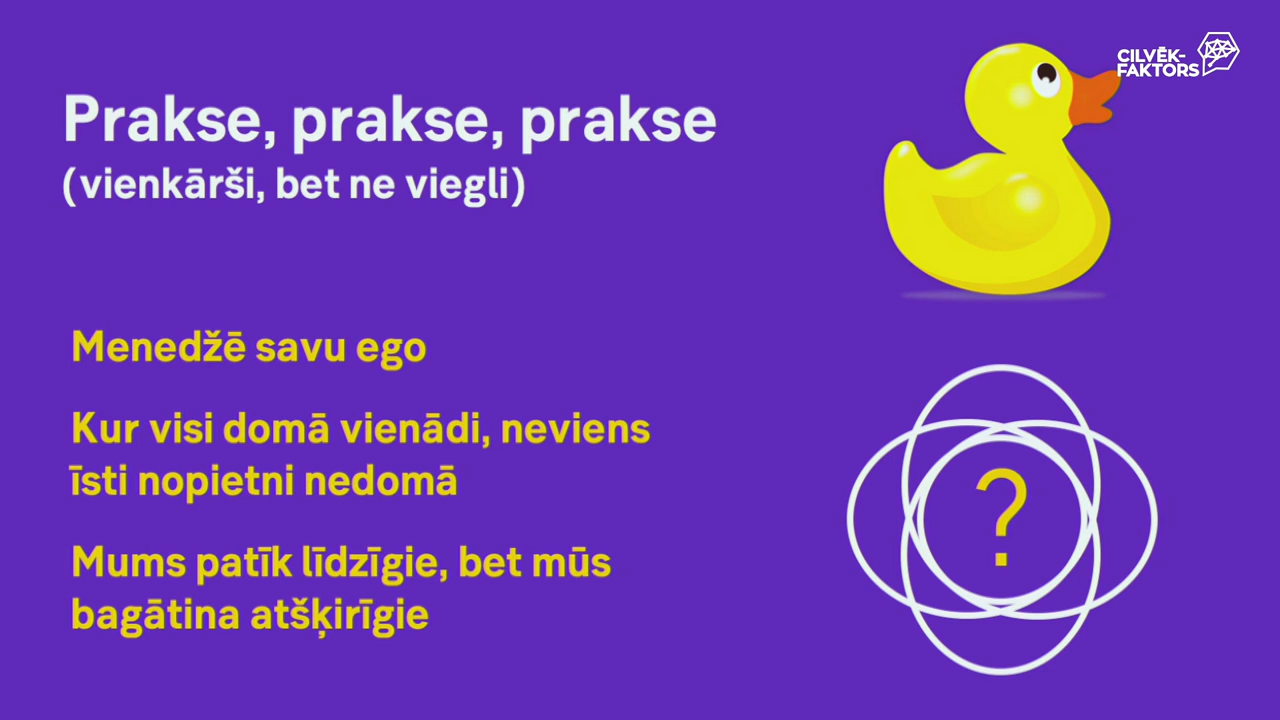 CILVĒK-
FAKTORS
Prakse, prakse, prakse
(vienkārši, bet ne viegli)
Menedžē savu ego
Kur visi domā vienādi, neviens
īsti nopietni nedomā
Mums patīk līdzīgie, bet mūs
bagātina atšķirīgie
?